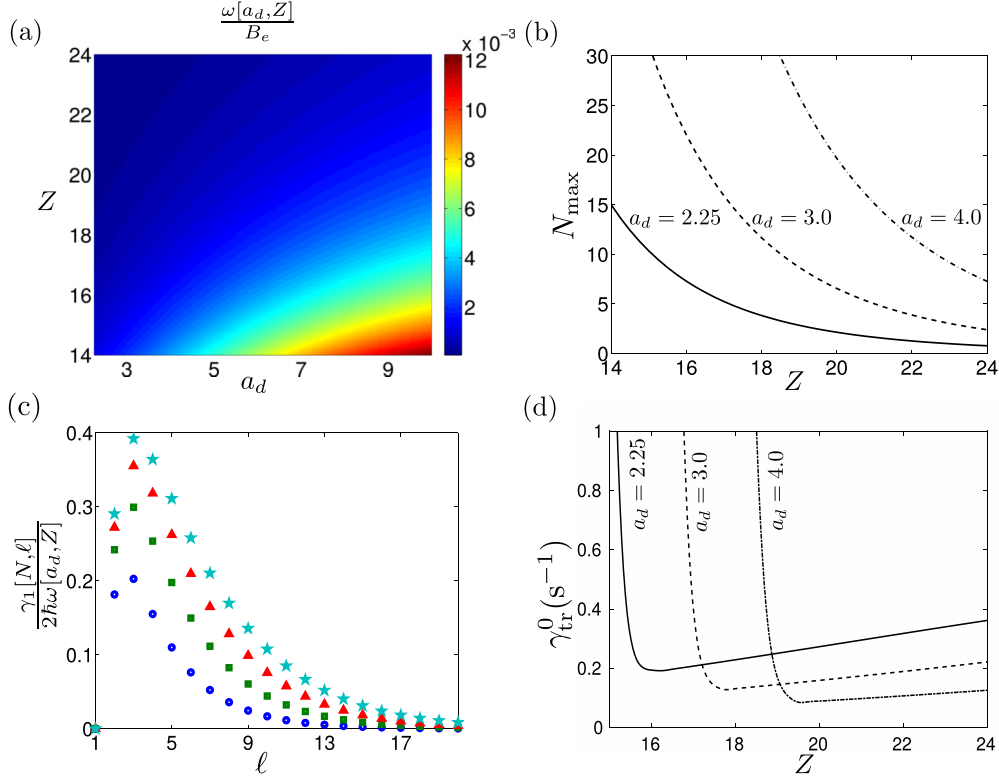 (a)
ω[a_d,Z]
B_e
x 10^-3
24
22
20
18
16
14
Z
3
5
7
9
a_d
12
10
8
6
4
2
0
(b)
30
25
20
15
10
5
0
N_max
a_d = 2.25
a_d = 3.0
a_d = 4.0
14
16
18
20
22
24
Z
(c)
0.4
0.3
0.2
0.1
0
γ_1[N,ℓ]
2ħω[a_d,Z]
1
5
9
13
17
ℓ
(d)
1
0.8
0.6
0.4
0.2
0
γ^0_tr(s^-1)
a_d = 2.25
a_d = 3.0
a_d = 4.0
16
18
20
22
24
Z